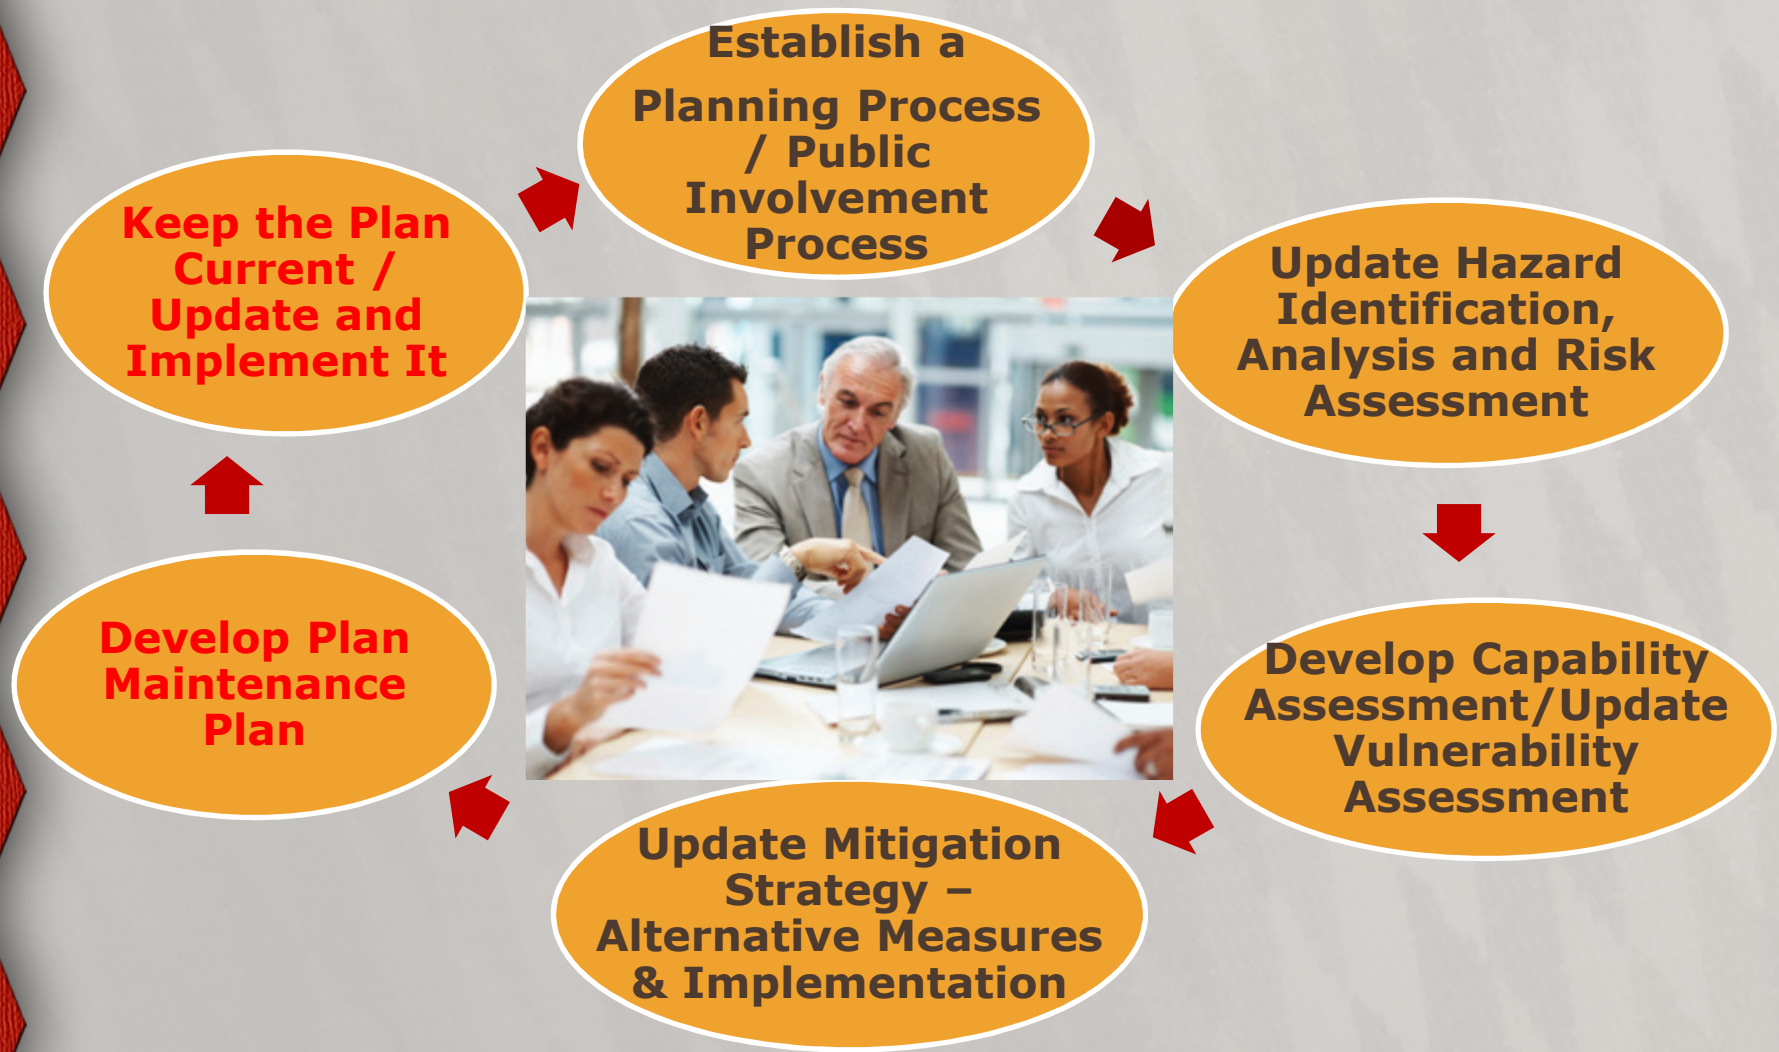 Establish a
Planning Process
/ Public
Involvement
Process
Update Hazard
Identification,
Analysis and Risk
Assessment
Develop Capability
Assessment/Update
Vulnerability
Assessment
Update Mitigation
Strategy –
Alternative Measures
& Implementation
Develop Plan
Maintenance
Plan
Keep the Plan
Current /
Update and
Implement It